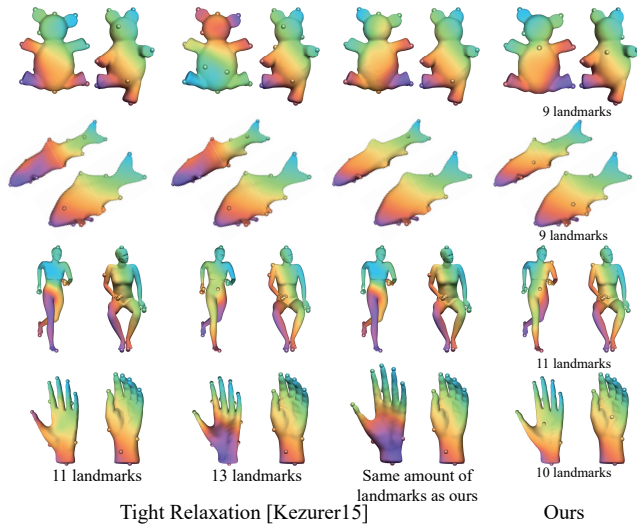 9 landmarks
9 landmarks
11 landmarks
10 landmarks
11 landmarks
13 landmarks
Same amount of
landmarks as ours
Tight Relaxation [Kezurer15]
Ours